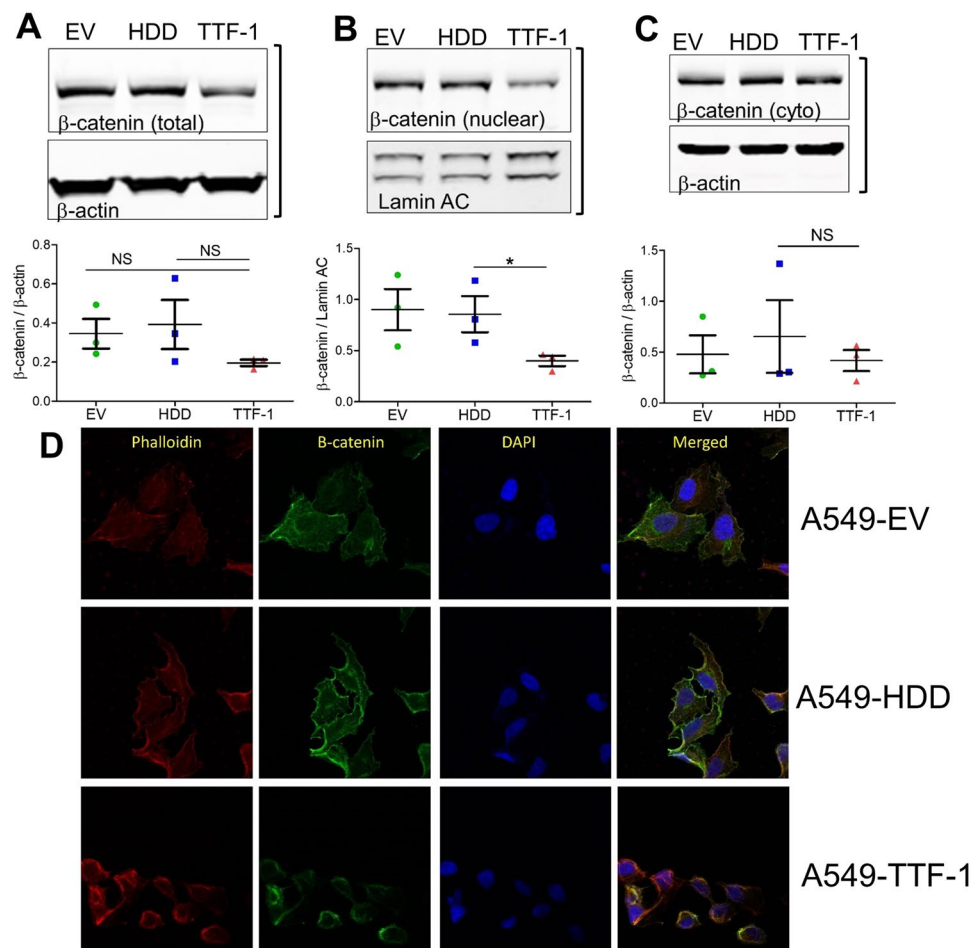 A
EV HDD TTF-1
β-catenin (total)
β-actin
B
EV HDD TTF-1
β-catenin (nuclear)
Lamin AC
C
EV HDD TTF-1
β-catenin (cyto)
β-actin
β-catenin / β-actin
0.8
0.6
0.4
0.2
0.0
NS
NS
EV HDD TTF-1
β-catenin / Lamin AC
1.5
1.0
0.5
0.0
*
EV HDD TTF-1
β-catenin / β-actin
1.5
1.0
0.5
0.0
NS
EV HDD TTF-1
D
Phalloidin B-catenin DAPI Merged
A549-EV
A549-HDD
A549-TTF-1